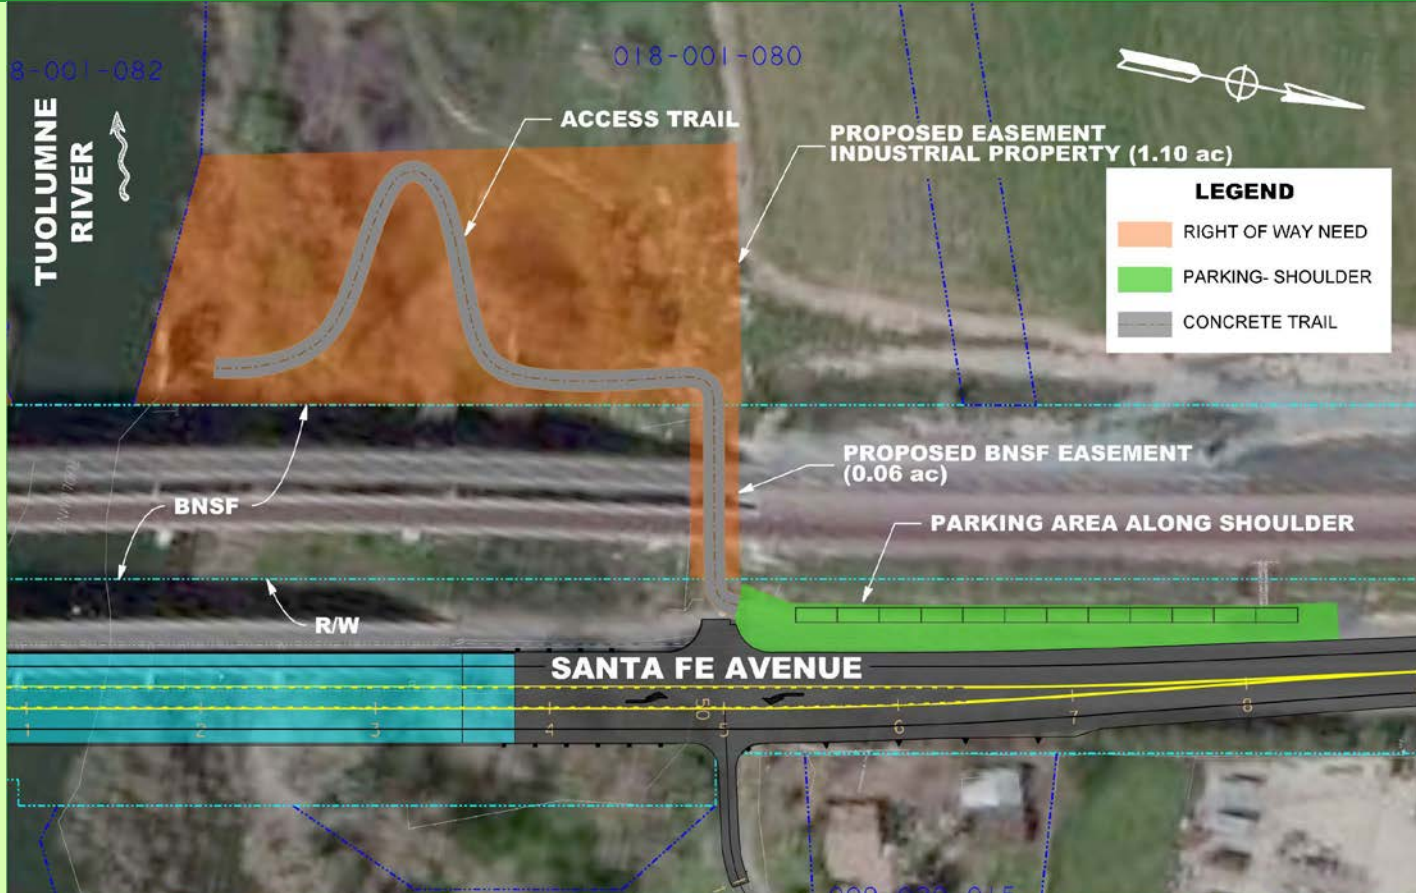 8-001-082
018-001-080
TUOLUMNE
RIVER
ACCESS TRAIL
PROPOSED EASEMENT
INDUSTRIAL PROPERTY (1.10 ac)
LEGEND
RIGHT OF WAY NEED
PARKING- SHOULDER
CONCRETE TRAIL
PROPOSED BNSF EASEMENT
(0.06 ac)
BNSF
PARKING AREA ALONG SHOULDER
R/W
SANTA FE AVENUE
1
2
3
4
50
5
6
7
8
1